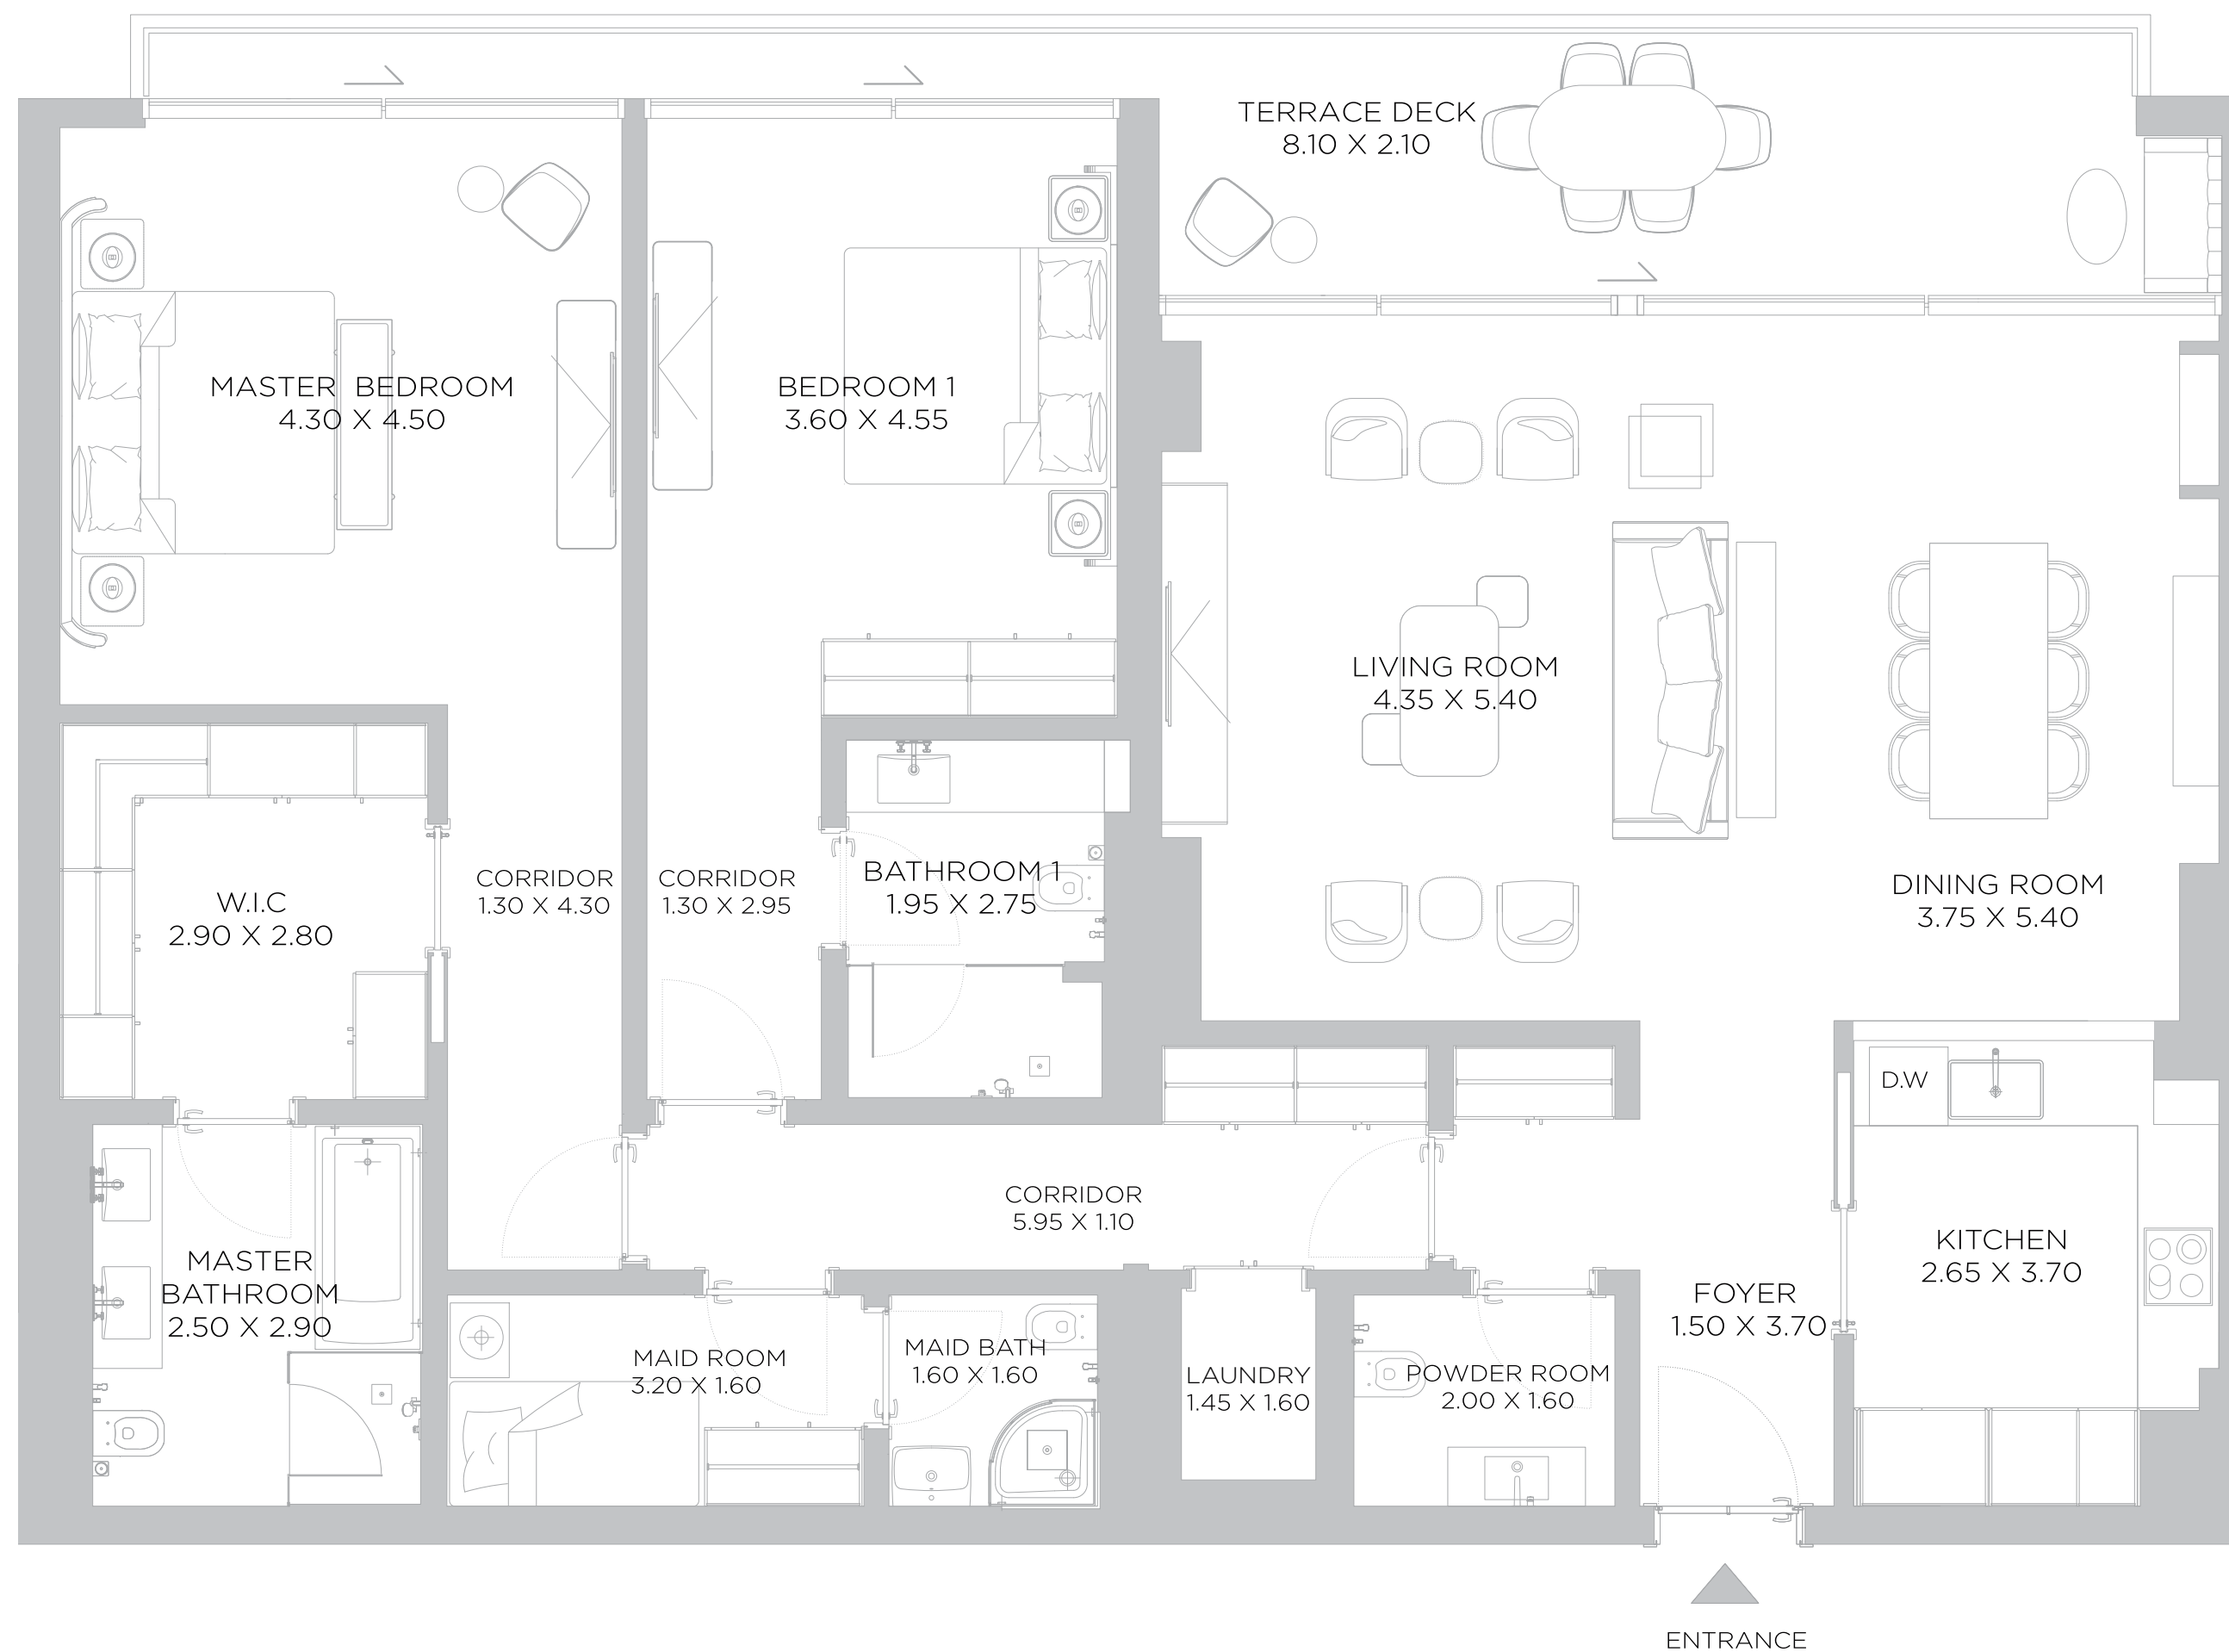 TERRACE DECK
8.10 X 2.10
MASTER BEDROOM
4.30 X 4.50
BEDROOM 1
3.60 X 4.55
LIVING ROOM
4.35 X 5.40
DINING ROOM
3.75 X 5.40
W.I.C
2.90 X 2.80
CORRIDOR
1.30 X 4.30
CORRIDOR
1.30 X 2.95
BATHROOM 1
1.95 X 2.75
D.W
CORRIDOR
5.95 X 1.10
KITCHEN
2.65 X 3.70
MASTER
BATHROOM
2.50 X 2.90
FOYER
1.50 X 3.70
MAID ROOM
3.20 X 1.60
MAID BATH
1.60 X 1.60
LAUNDRY
1.45 X 1.60
POWDER ROOM
2.00 X 1.60
ENTRANCE